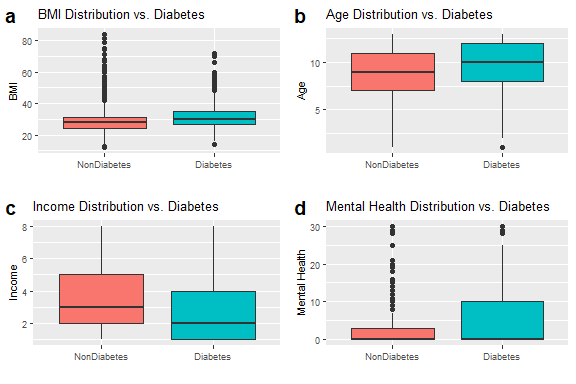 a BMI Distribution vs. Diabetes
80
60
40
20
BMI
NonDiabetes Diabetes
b Age Distribution vs. Diabetes
10
5
Age
NonDiabetes Diabetes
c Income Distribution vs. Diabetes
8
6
4
2
Income
NonDiabetes Diabetes
d Mental Health Distribution vs. Diabetes
30
20
10
0
Mental Health
NonDiabetes Diabetes